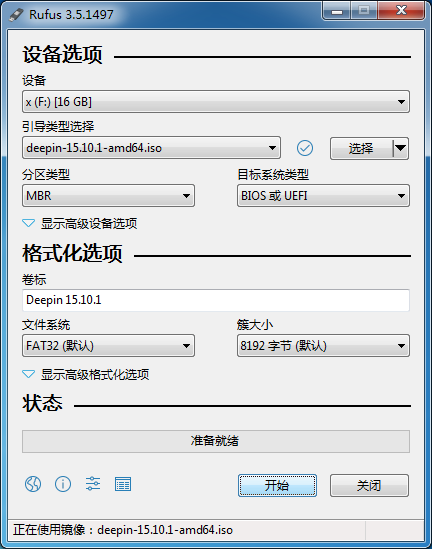 Rufus 3.5.1497
设备选项
设备
x (F:) [16 GB]
引导类型选择
deepin-15.10.1-amd64.iso
选择
分区类型
目标系统类型
MBR
BIOS 或 UEFI
显示高级设备选项
格式化选项
卷标
Deepin 15.10.1
文件系统
簇大小
FAT32 (默认)
8192 字节 (默认)
显示高级格式化选项
状态
准备就绪
开始
关闭
正在使用镜像：deepin-15.10.1-amd64.iso